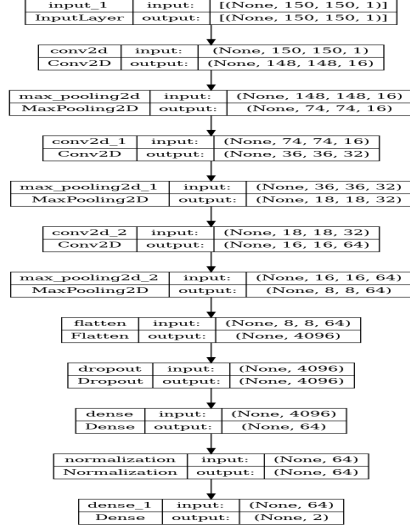 input_1 input: [(None, 150, 150, 1)]
InputLayer output: [(None, 150, 150, 1)]
conv2d input: (None, 150, 150, 1)
Conv2D output: (None, 148, 148, 16)
max_pooling2d input: (None, 148, 148, 16)
MaxPooling2D output: (None, 74, 74, 16)
conv2d_1 input: (None, 74, 74, 16)
Conv2D output: (None, 36, 36, 32)
max_pooling2d_1 input: (None, 36, 36, 32)
MaxPooling2D output: (None, 18, 18, 32)
conv2d_2 input: (None, 18, 18, 32)
Conv2D output: (None, 16, 16, 64)
max_pooling2d_2 input: (None, 16, 16, 64)
MaxPooling2D output: (None, 8, 8, 64)
flatten input: (None, 8, 8, 64)
Flatten output: (None, 4096)
dropout input: (None, 4096)
Dropout output: (None, 4096)
dense input: (None, 4096)
Dense output: (None, 64)
normalization input: (None, 64)
Normalization output: (None, 64)
dense_1 input: (None, 64)
Dense output: (None, 2)